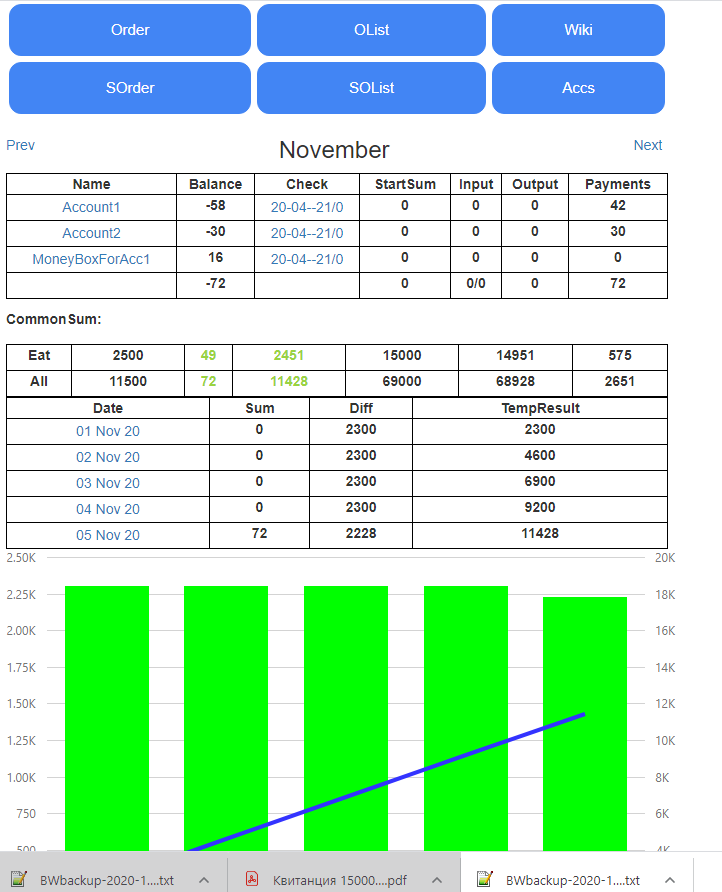 Order OList Wiki
SOrder SOList Accs
Prev November Next
Name Balance Check StartSum Input Output Payments
Account1 -58 20-04--21/0 0 0 0 42
Account2 -30 20-04--21/0 0 0 0 30
MoneyBoxForAcc1 16 20-04--21/0 0 0 0 0
-72 0 0/0 0 72
CommonSum:
Eat 2500 49 2451 15000 14951 575
All 11500 72 11428 69000 68928 2651
Date Sum Diff TempResult
01 Nov 20 0 2300 2300
02 Nov 20 0 2300 4600
03 Nov 20 0 2300 6900
04 Nov 20 0 2300 9200
05 Nov 20 72 2228 11428
2.50K 20K
2.25K 18K
2.00K 16K
1.75K 14K
1.50K 12K
1.25K 10K
1.00K 8K
750 6K
500 4K
BWbackup-2020-1....txt Квитанция 15000....pdf BWbackup-2020-1....txt